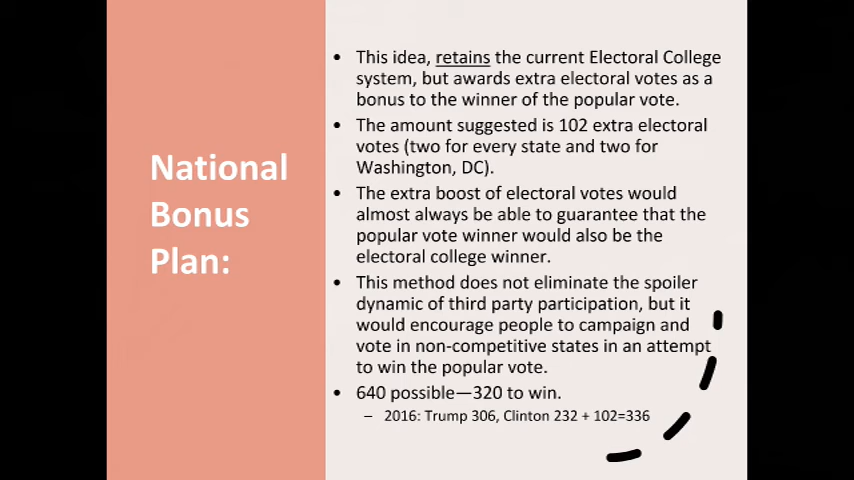 National
Bonus
Plan:
• This idea, retains the current Electoral College
system, but awards extra electoral votes as a
bonus to the winner of the popular vote.
• The amount suggested is 102 extra electoral
votes (two for every state and two for
Washington, DC).
• The extra boost of electoral votes would
almost always be able to guarantee that the
popular vote winner would also be the
electoral college winner.
• This method does not eliminate the spoiler
dynamic of third party participation, but it
would encourage people to campaign and
vote in non-competitive states in an attempt
to win the popular vote.
• 640 possible—320 to win.
– 2016: Trump 306, Clinton 232 + 102=336